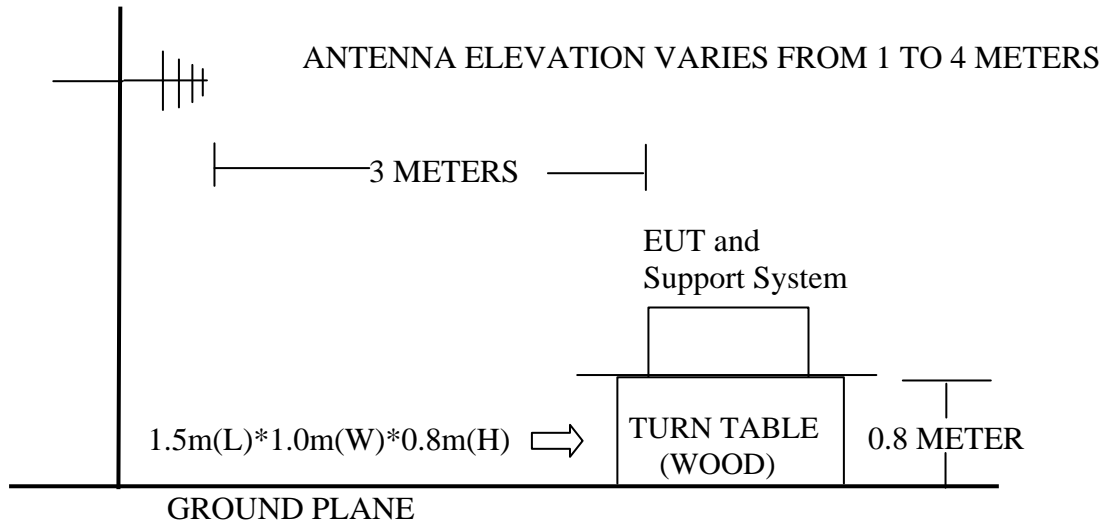 ANTENNA ELEVATION VARIES FROM 1 TO 4 METERS
3 METERS
EUT and
Support System
1.5m(L)*1.0m(W)*0.8m(H)
TURN TABLE
(WOOD)
0.8 METER
GROUND PLANE